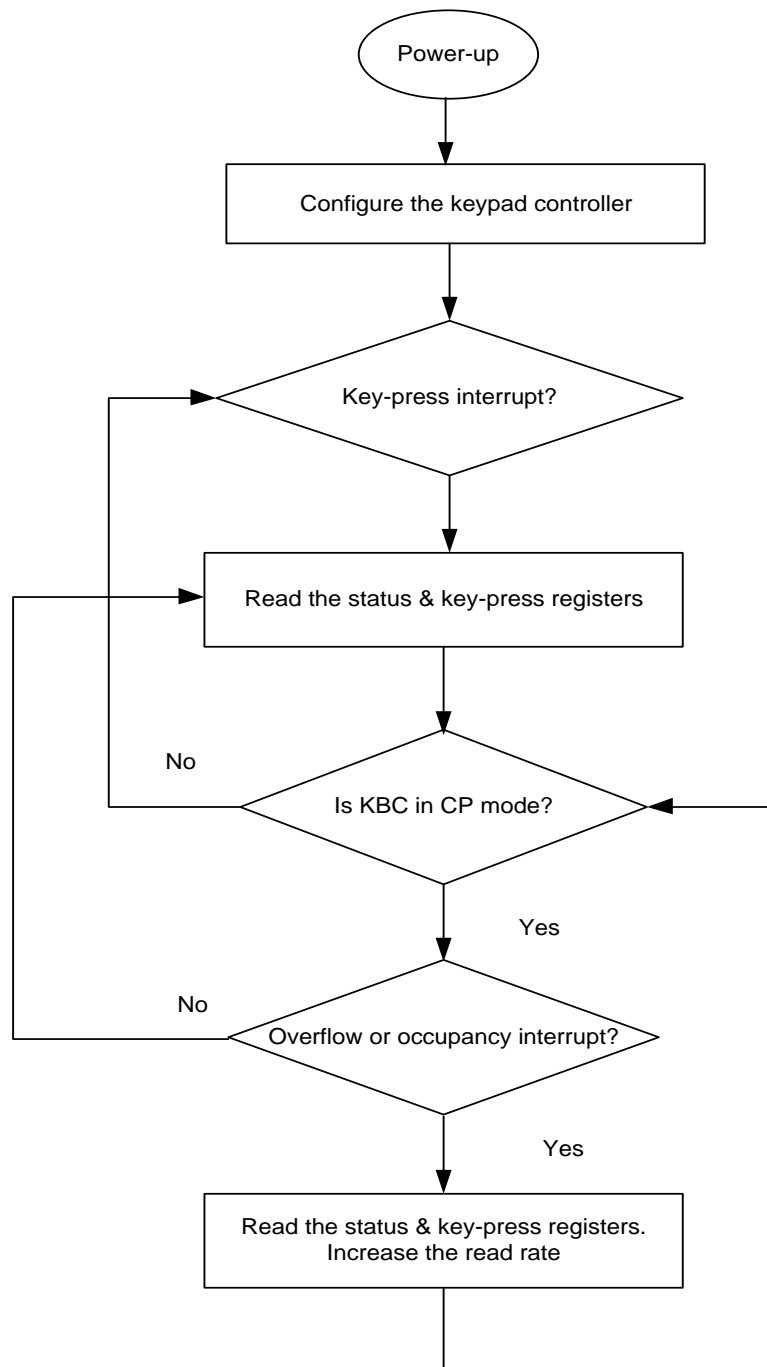 Power-up
Configure the keypad controller
Key-press interrupt?
Read the status & key-press registers
No
Is KBC in CP mode?
Yes
No
Overflow or occupancy interrupt?
Yes
Read the status & key-press registers.
Increase the read rate